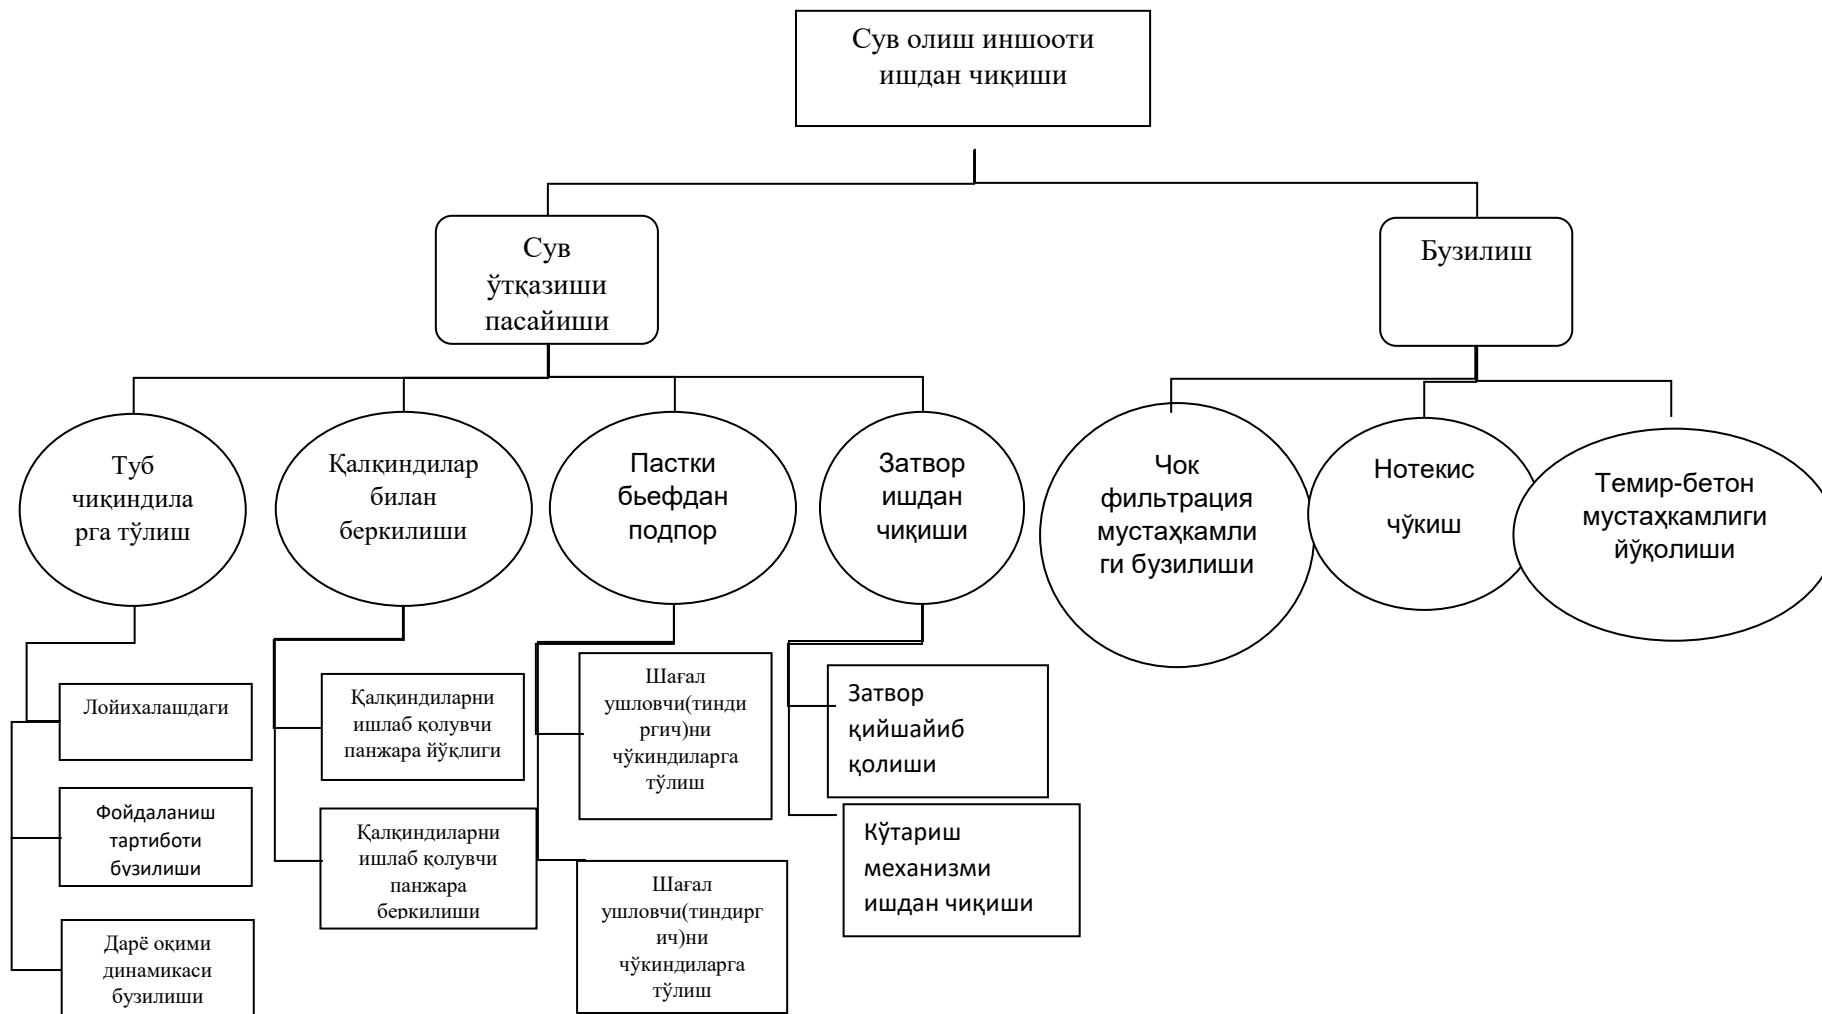 Сув олиш иншооти
ишдан чиқиши
Сув
ўтқазиши
пасайиши
Бузилиш
Туб
чиқиндила
рга тўлиш
Қалқиндилар
билан
беркилиши
Пастки
бьефдан
подпор
Затвор
ишдан
чиқиши
Чок
фильтрация
мустаҳкамли
ги бузилиши
Нотекис
чўкиш
Темир-бетон
мустаҳкамлиги
йўқолиши
Лойихалашдаги
Фойдаланиш
тартиботи
бузилиши
Дарё оқими
динамикаси
бузилиши
Қалқиндиларни
ишлаб қолувчи
панжара йўқлиги
Қалқиндиларни
ишлаб қолувчи
панжара
беркилиши
Шағал
ушловчи(тинди
ргич)ни
чўкиндиларга
тўлиш
Шағал
ушловчи(тиндирг
ич)ни
чўкиндиларга
тўлиш
Затвор
қийшайиб
қолиши
Кўтариш
механизми
ишдан чиқиши